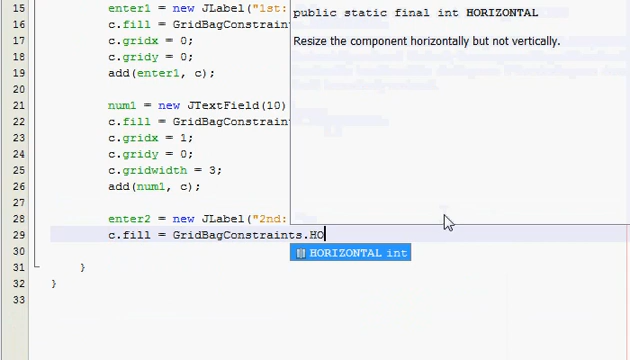 15 enter1 = new JLabel("1st:
16 c.fill = GridBagConstraint
17 c.gridx = 0;
18 c.gridy = 0;
19 add(enter1, c);
20
21 num1 = new JTextField(10)
22 c.fill = GridBagConstraint
23 c.gridx = 1;
24 c.gridy = 0;
25 c.gridwidth = 3;
26 add(num1, c);
27
28 enter2 = new JLabel("2nd:
29 c.fill = GridBagConstraints.HO
30
31 }
32 }
33
public static final int HORIZONTAL
Resize the component horizontally but not vertically.
HORIZONTAL int